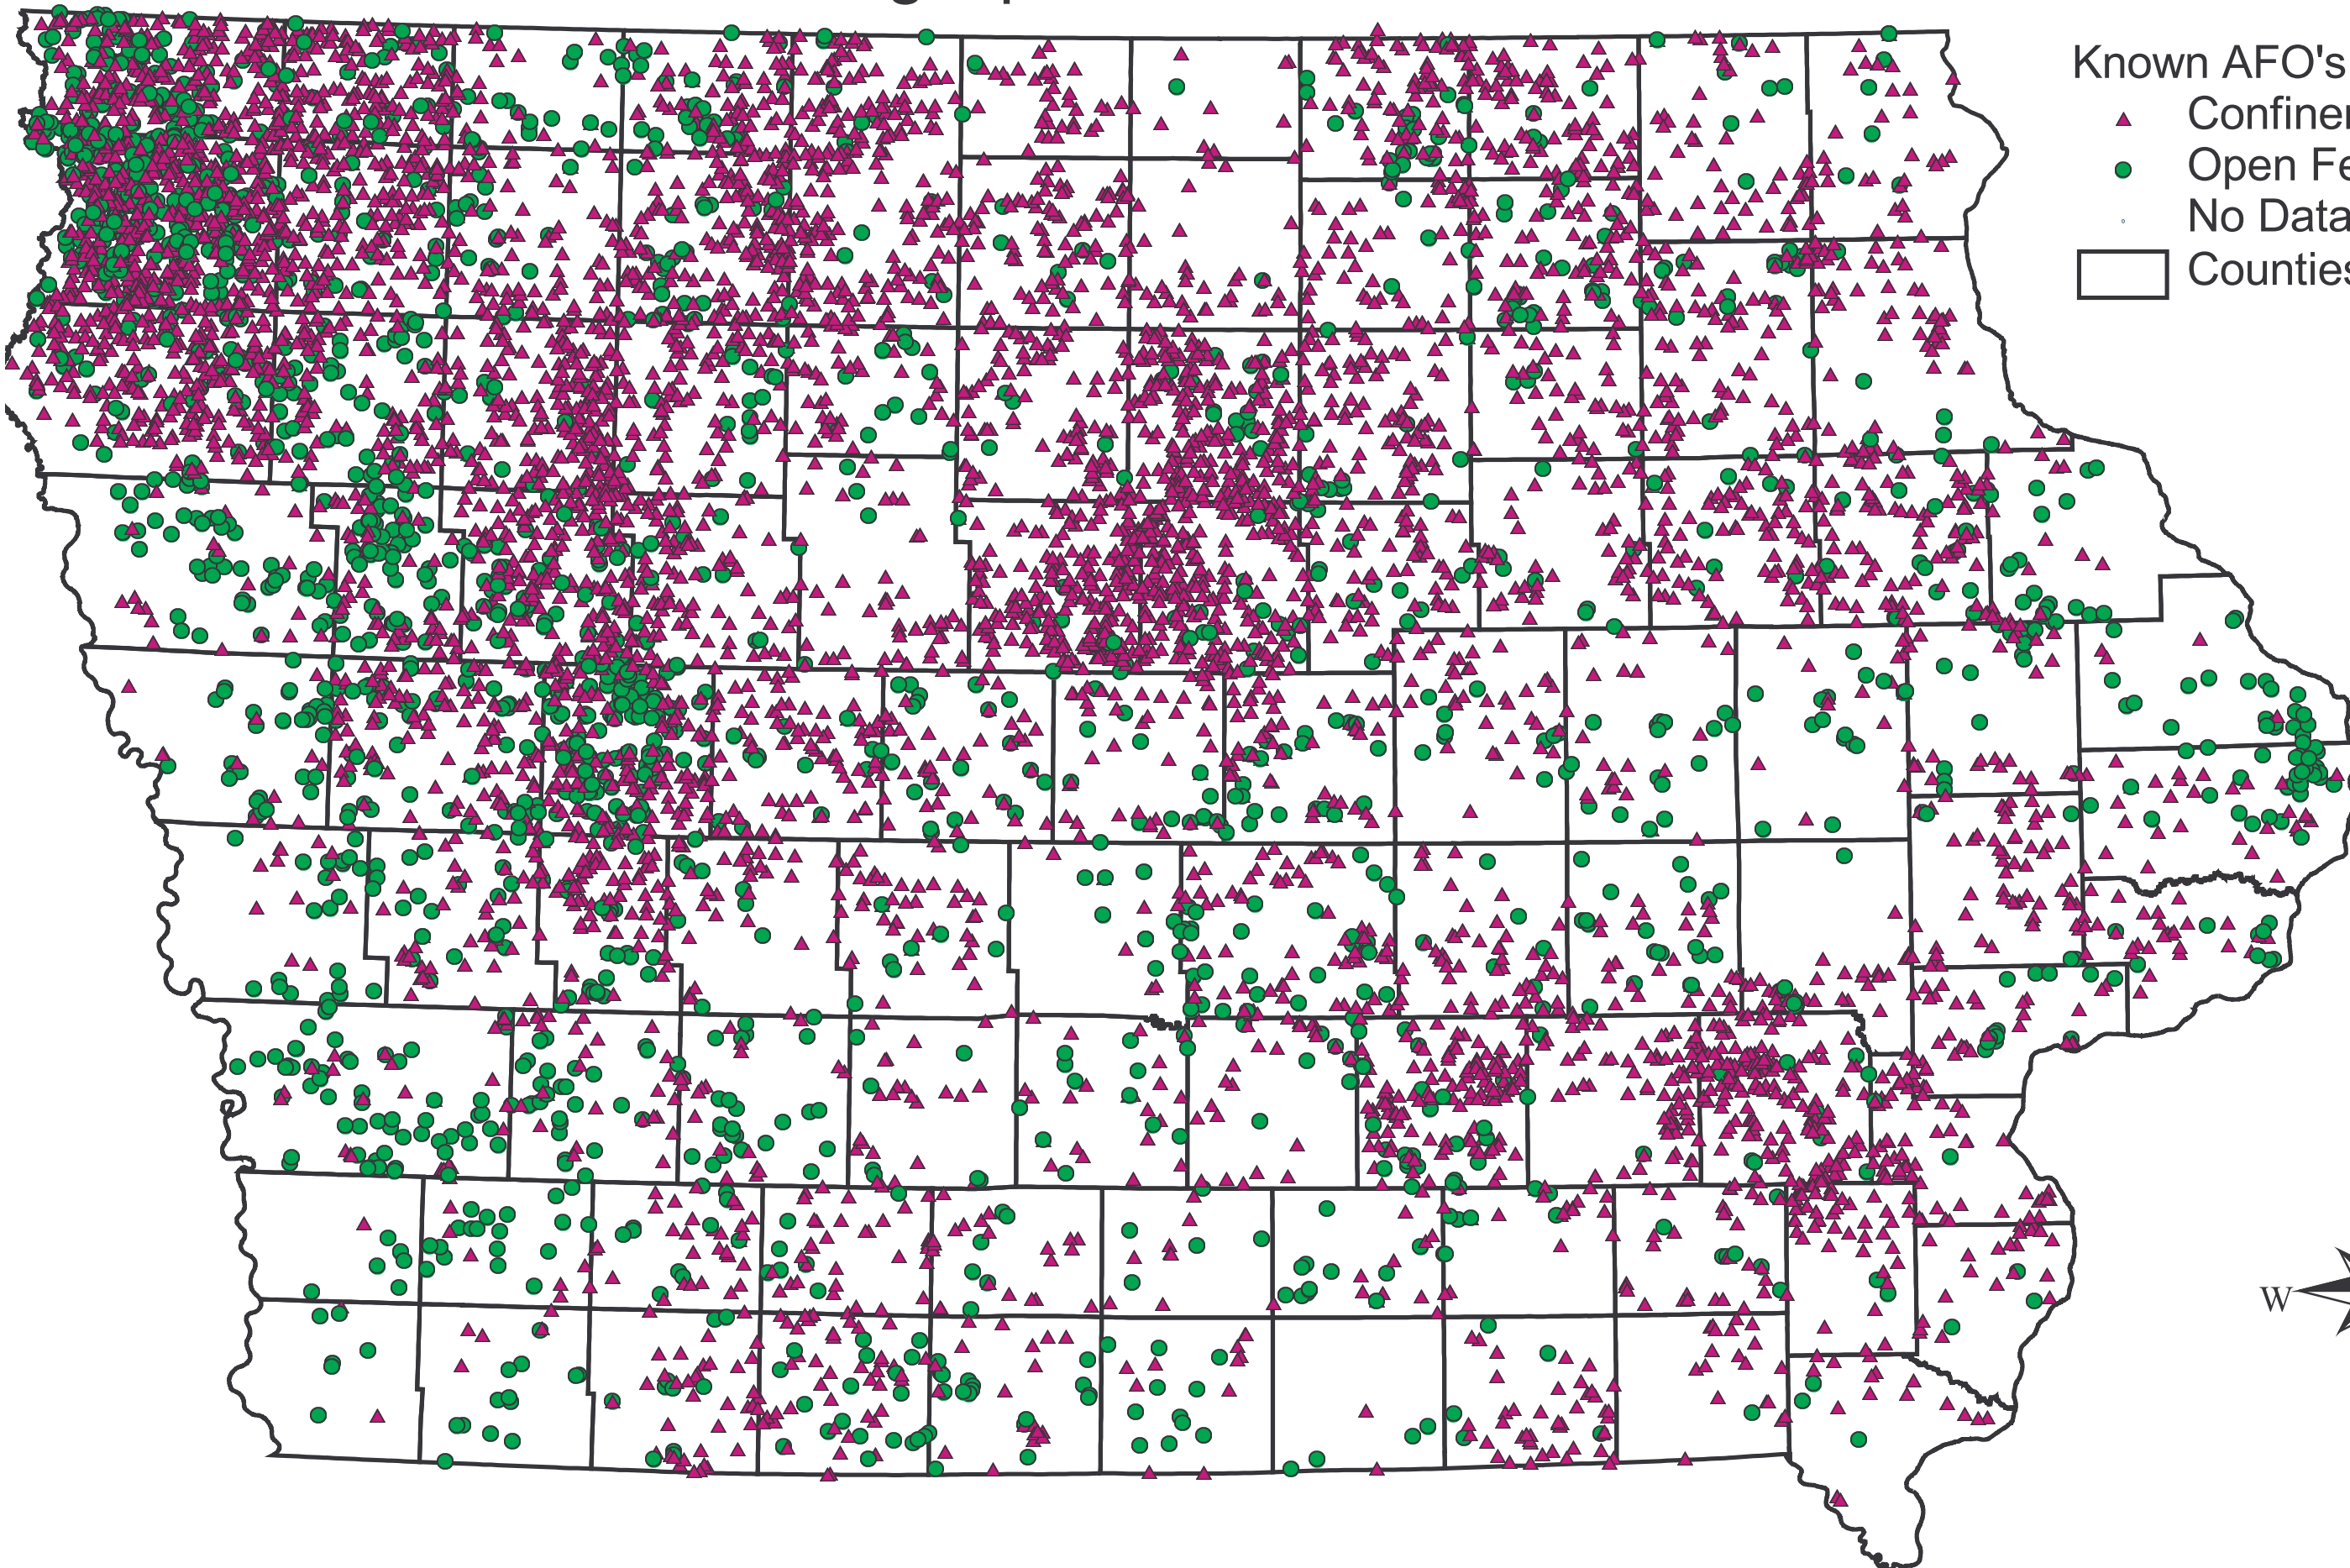 Known AFO's
Confiner
Open Fe
No Data
Counties
W